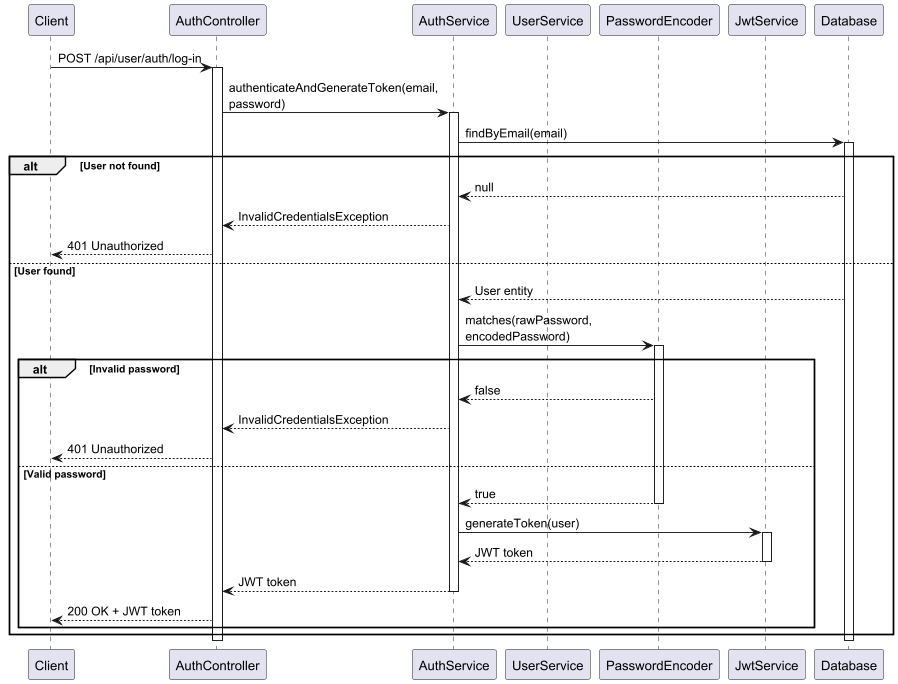 Client AuthController AuthService UserService PasswordEncoder JwtService Database
POST /api/user/auth/log-in
authenticateAndGenerateToken(email,
password)
findByEmail(email)
alt [User not found]
null
InvalidCredentialsException
401 Unauthorized
[User found]
User entity
matches(rawPassword,
encodedPassword)
alt [Invalid password]
false
InvalidCredentialsException
401 Unauthorized
[Valid password]
true
generateToken(user)
JWT token
JWT token
200 OK + JWT token
Client AuthController AuthService UserService PasswordEncoder JwtService Database